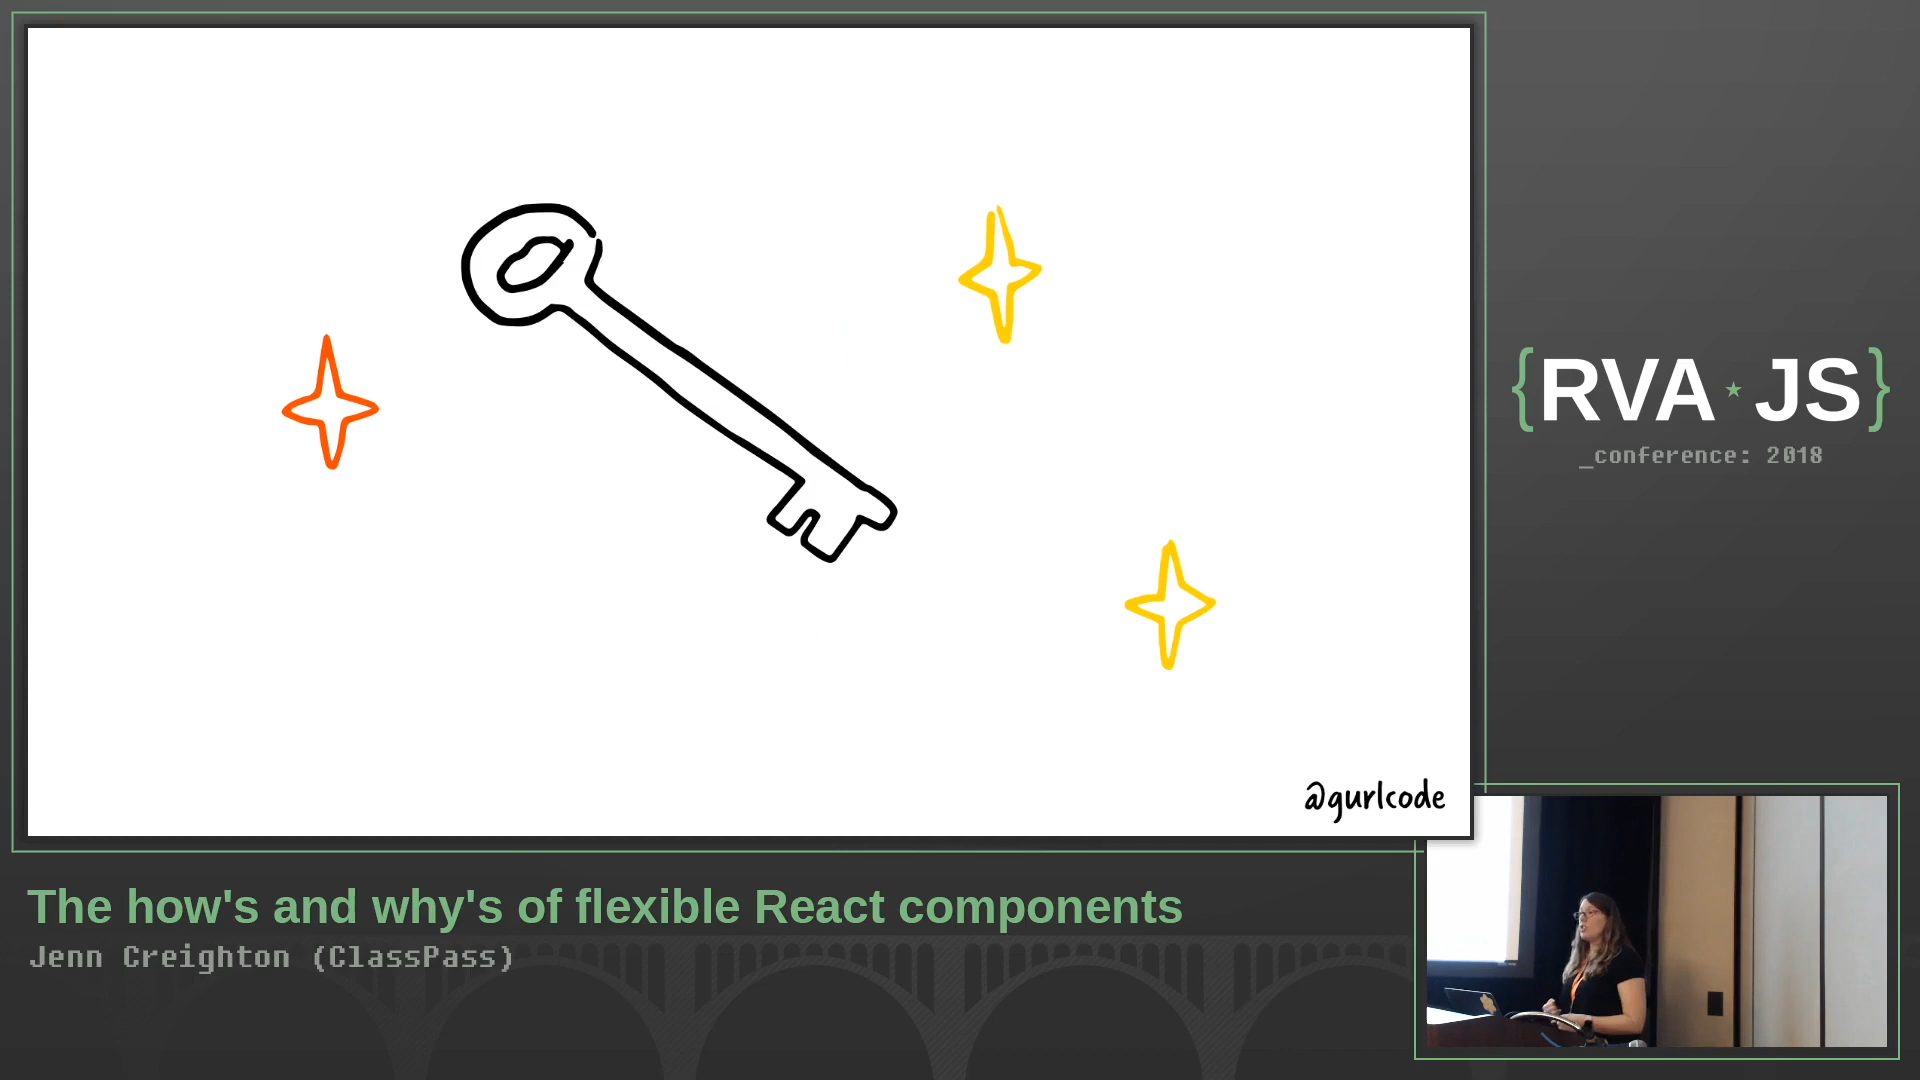 @gurlcode
{RVA★JS}
_conference: 2018
The how's and why's of flexible React components
Jenn Creighton (ClassPass)